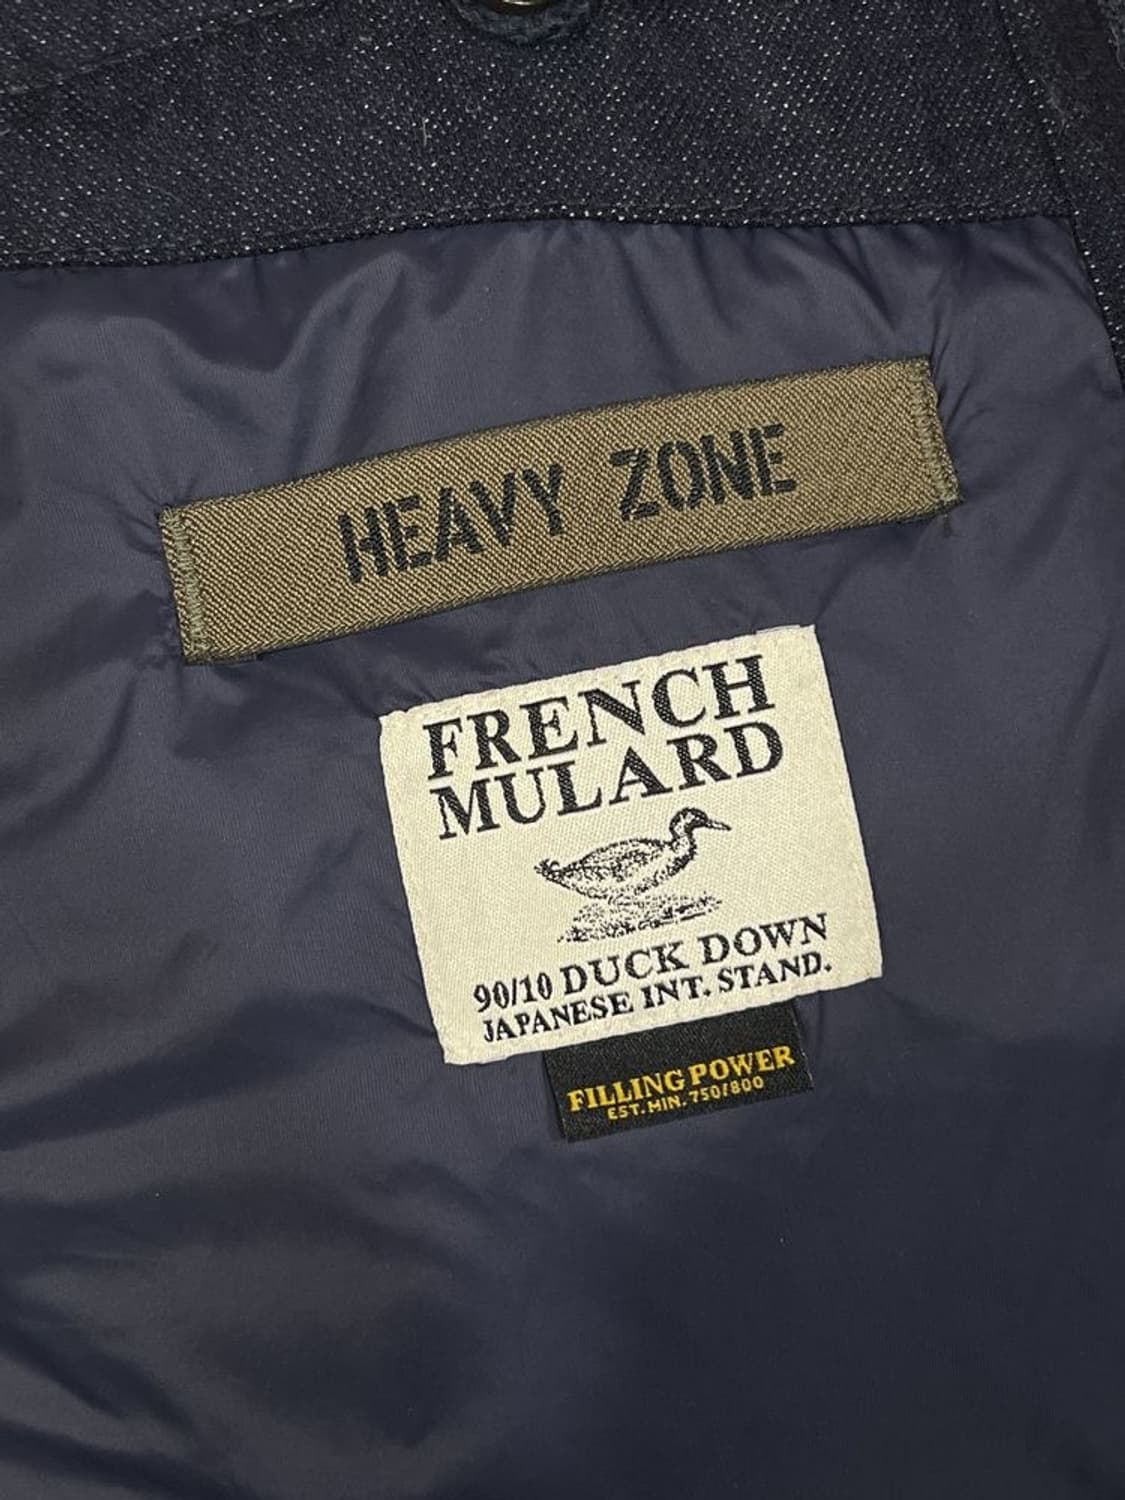 HEAVY ZONE
FRENCH
MULARD
90/10 DUCK DOWN
JAPANESE INT. STAND.
FILLING POWER
EST. MIN. 750/800